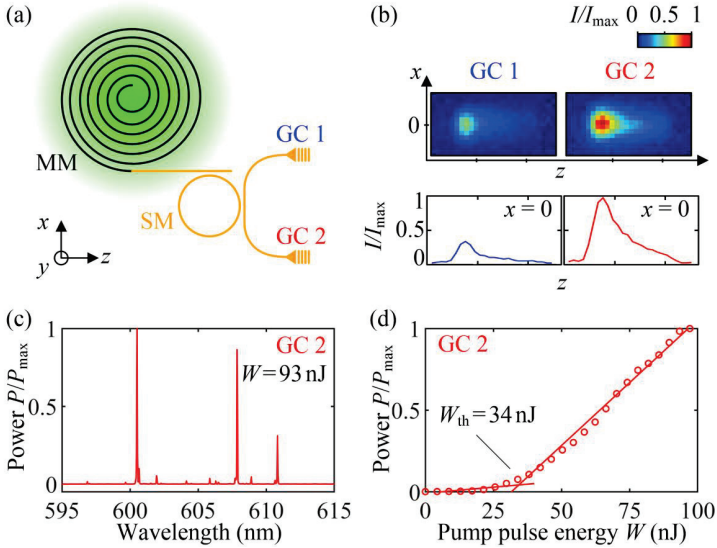 (a)
MM
SM
GC 1
GC 2
x
y
z
(b)
I/Imax 0 0.5 1
GC 1
GC 2
x
0
z
I/Imax
1
0.5
0
x = 0
x = 0
z
(c)
GC 2
W = 93 nJ
Power P/Pmax
1
0.5
0
595 600 605 610 615
Wavelength (nm)
(d)
GC 2
Wth = 34 nJ
Power P/Pmax
1
0.5
0
0 25 50 75 100
Pump pulse energy W (nJ)